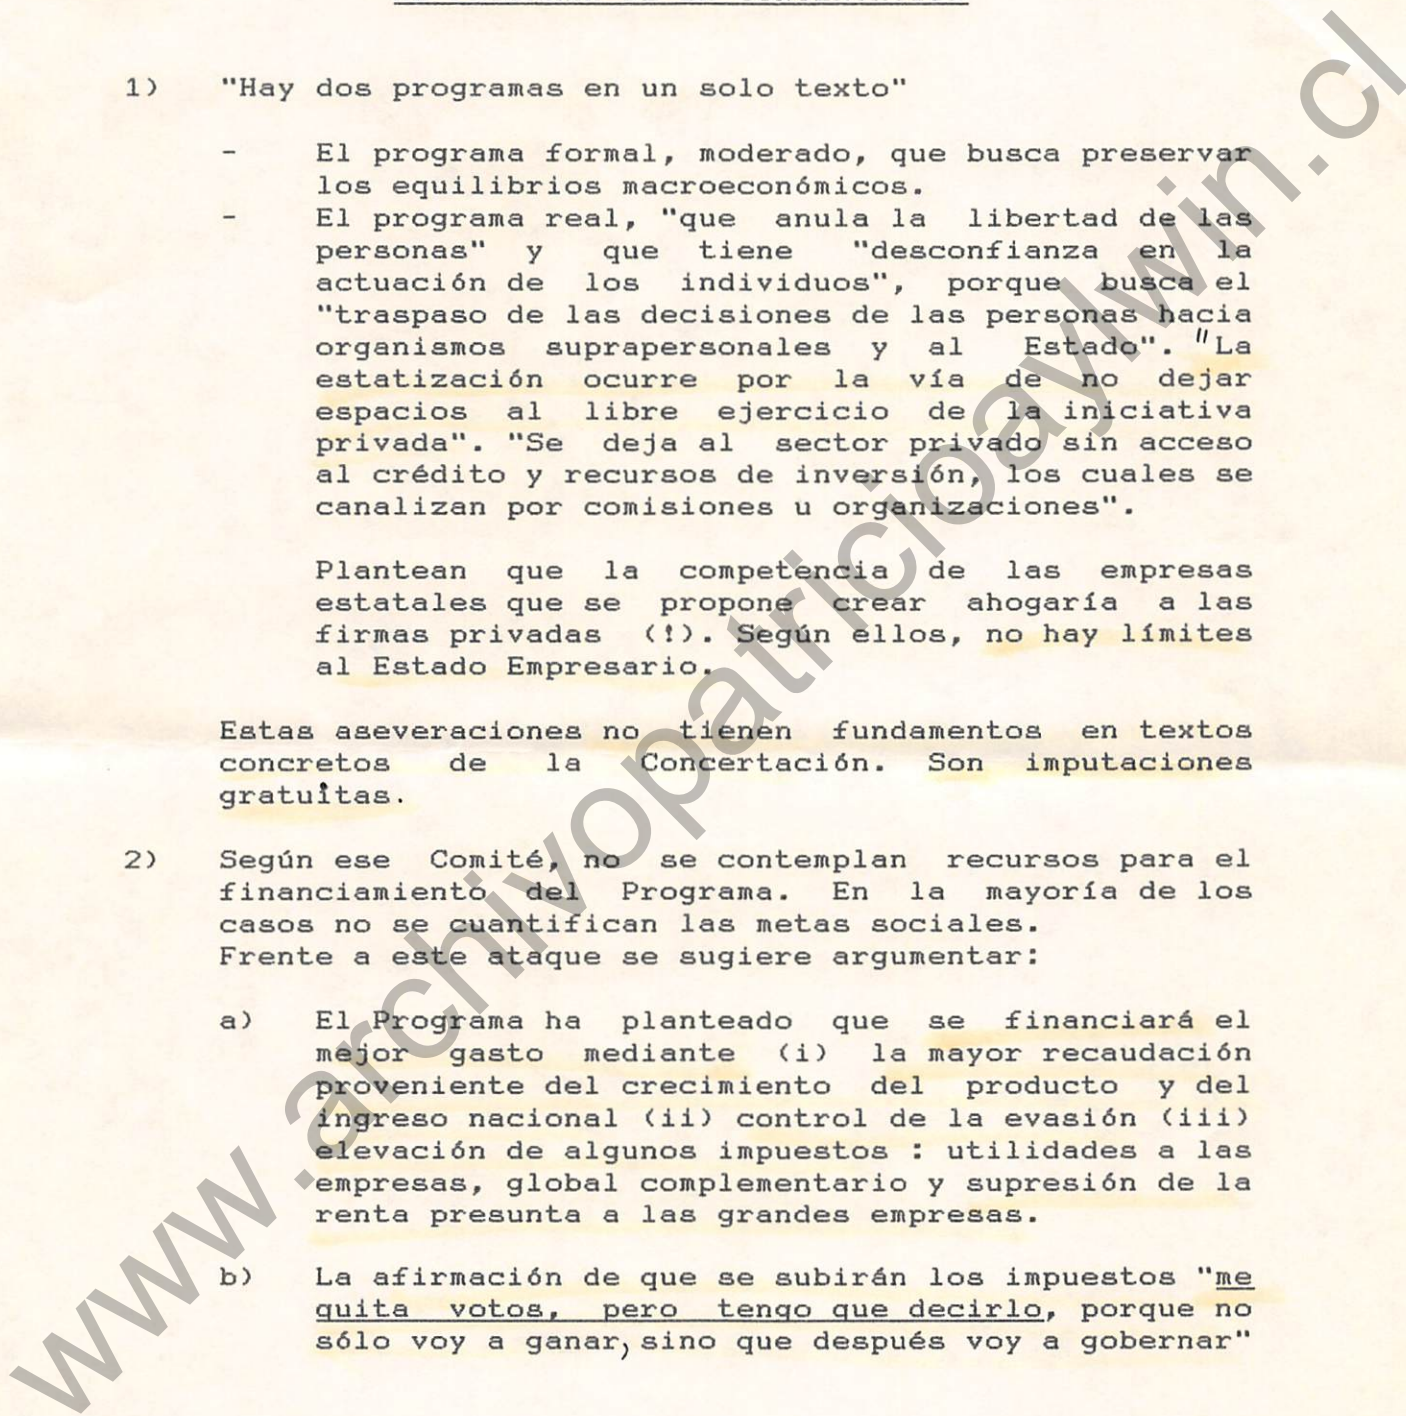 1) "Hay dos programas en un solo texto"
- El programa formal, moderado, que busca preservar
los equilibrios macroeconómicos.
- El programa real, "que anula la libertad de las
personas" y que tiene "desconfianza en la
actuación de los individuos", porque busca el
"traspaso de las decisiones de las personas hacia
organismos suprapersonales y al Estado". "La
estatización ocurre por la vía de no dejar
espacios al libre ejercicio de la iniciativa
privada". "Se deja al sector privado sin acceso
al crédito y recursos de inversión, los cuales se
canalizan por comisiones u organizaciones".
Plantean que la competencia de las empresas
estatales que se propone crear ahogaría a las
firmas privadas (!). Según ellos, no hay límites
al Estado Empresario.
Estas aseveraciones no tienen fundamentos en textos
concretos de la Concertación. Son imputaciones
gratuitas.
2) Según ese Comité, no se contemplan recursos para el
financiamiento del Programa. En la mayoría de los
casos no se cuantifican las metas sociales.
Frente a este ataque se sugiere argumentar:
a) El Programa ha planteado que se financiará el
mejor gasto mediante (i) la mayor recaudación
proveniente del crecimiento del producto y del
ingreso nacional (ii) control de la evasión (iii)
elevación de algunos impuestos : utilidades a las
empresas, global complementario y supresión de la
renta presunta a las grandes empresas.
b) La afirmación de que se subirán los impuestos "me
quita votos, pero tengo que decirlo, porque no
sólo voy a ganar, sino que después voy a gobernar"
www.archivopatricioaylwin.cl